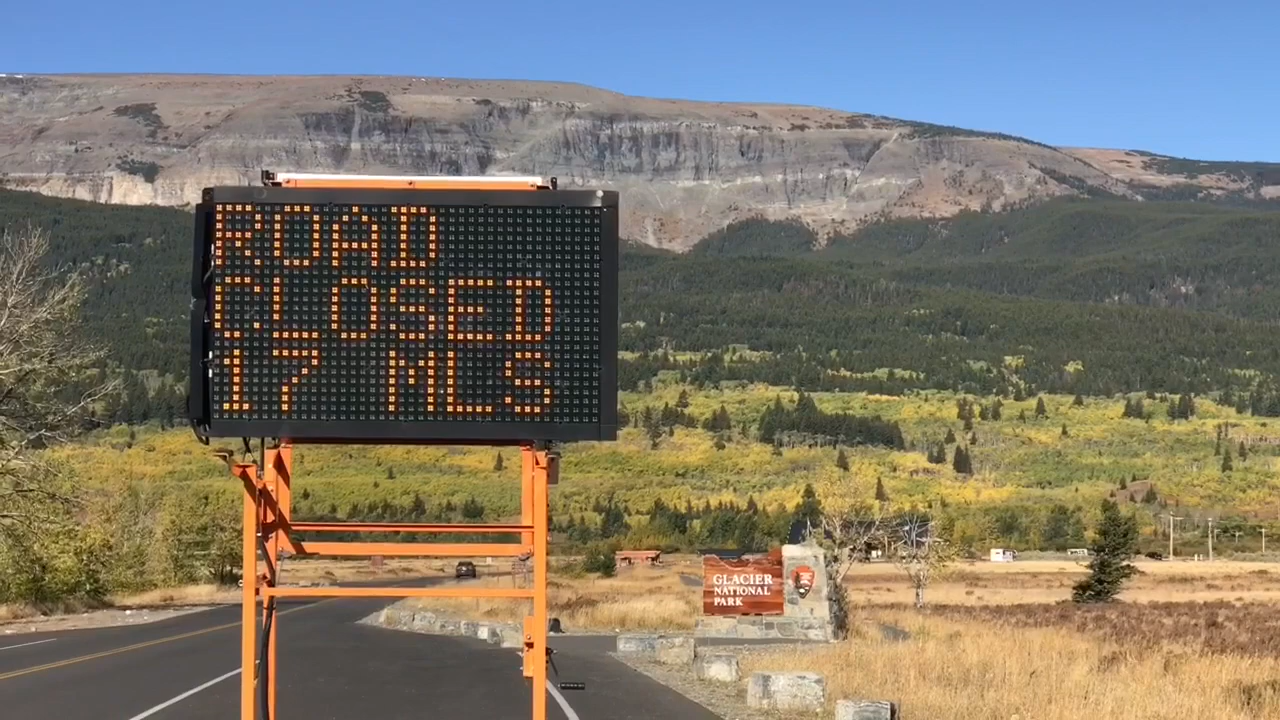 ROAD
CLOSED
17 MLS
GLACIER
NATIONAL
PARK